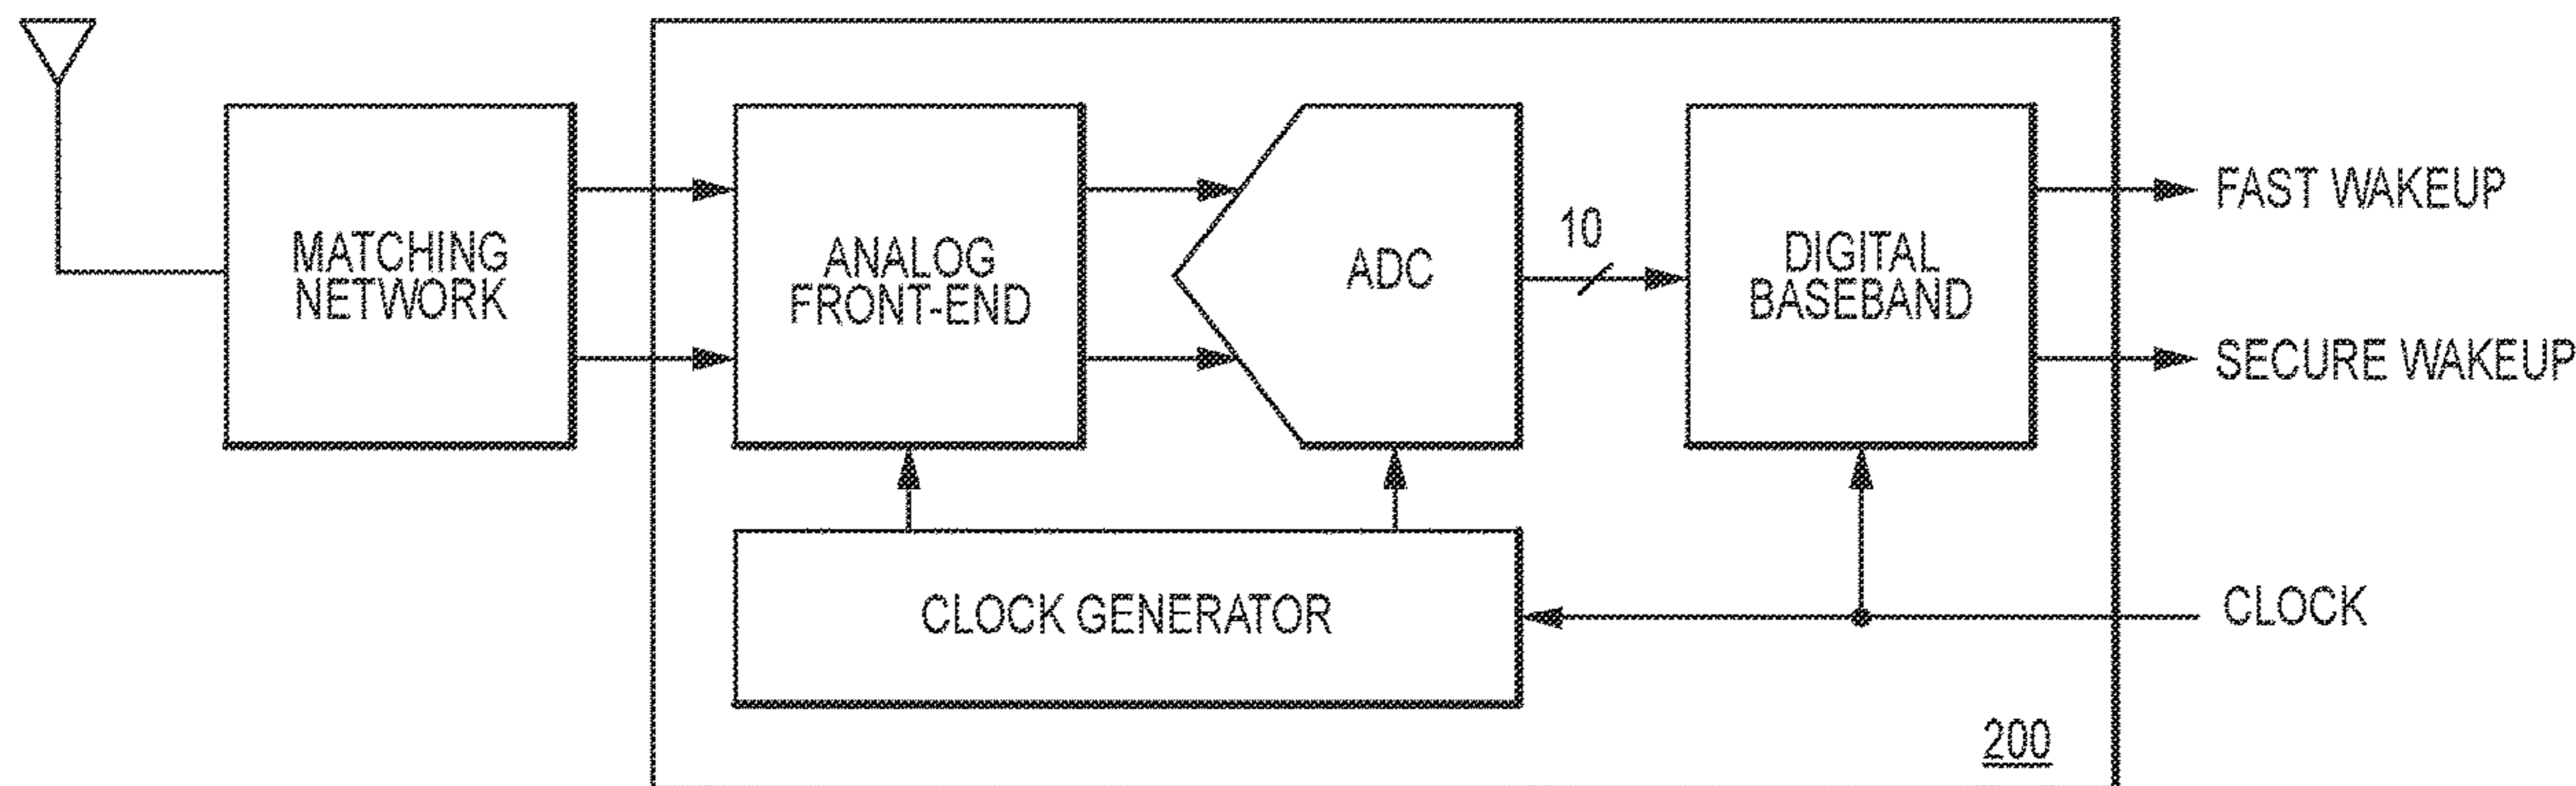 MATCHING
NETWORK
ANALOG
FRONT-END
ADC
10
DIGITAL
BASEBAND
FAST WAKEUP
SECURE WAKEUP
CLOCK GENERATOR
CLOCK
200